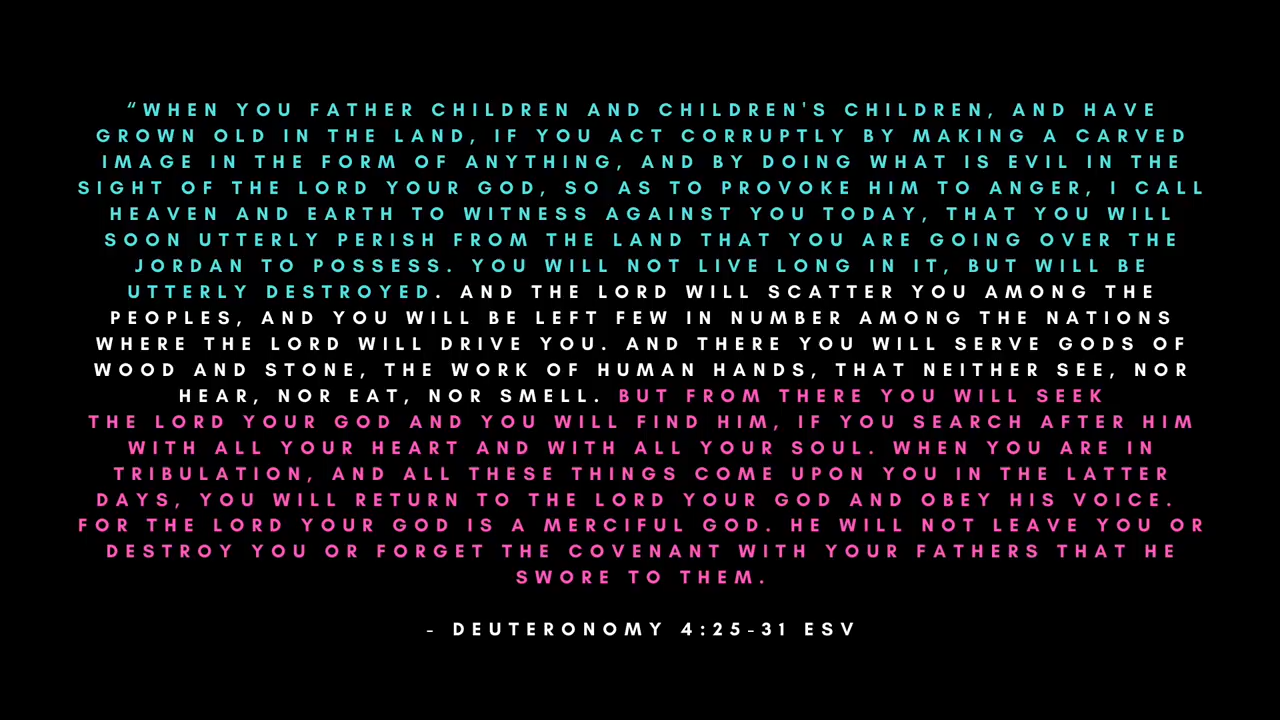 “WHEN YOU FATHER CHILDREN AND CHILDREN'S CHILDREN, AND HAVE
GROWN OLD IN THE LAND, IF YOU ACT CORRUPTLY BY MAKING A CARVED
IMAGE IN THE FORM OF ANYTHING, AND BY DOING WHAT IS EVIL IN THE
SIGHT OF THE LORD YOUR GOD, SO AS TO PROVOKE HIM TO ANGER, I CALL
HEAVEN AND EARTH TO WITNESS AGAINST YOU TODAY, THAT YOU WILL
SOON UTTERLY PERISH FROM THE LAND THAT YOU ARE GOING OVER THE
JORDAN TO POSSESS. YOU WILL NOT LIVE LONG IN IT, BUT WILL BE
UTTERLY DESTROYED. AND THE LORD WILL SCATTER YOU AMONG THE
PEOPLES, AND YOU WILL BE LEFT FEW IN NUMBER AMONG THE NATIONS
WHERE THE LORD WILL DRIVE YOU. AND THERE YOU WILL SERVE GODS OF
WOOD AND STONE, THE WORK OF HUMAN HANDS, THAT NEITHER SEE, NOR
HEAR, NOR EAT, NOR SMELL. BUT FROM THERE YOU WILL SEEK
THE LORD YOUR GOD AND YOU WILL FIND HIM, IF YOU SEARCH AFTER HIM
WITH ALL YOUR HEART AND WITH ALL YOUR SOUL. WHEN YOU ARE IN
TRIBULATION, AND ALL THESE THINGS COME UPON YOU IN THE LATTER
DAYS, YOU WILL RETURN TO THE LORD YOUR GOD AND OBEY HIS VOICE.
FOR THE LORD YOUR GOD IS A MERCIFUL GOD. HE WILL NOT LEAVE YOU OR
DESTROY YOU OR FORGET THE COVENANT WITH YOUR FATHERS THAT HE
SWORE TO THEM.
- DEUTERONOMY 4:25-31 ESV